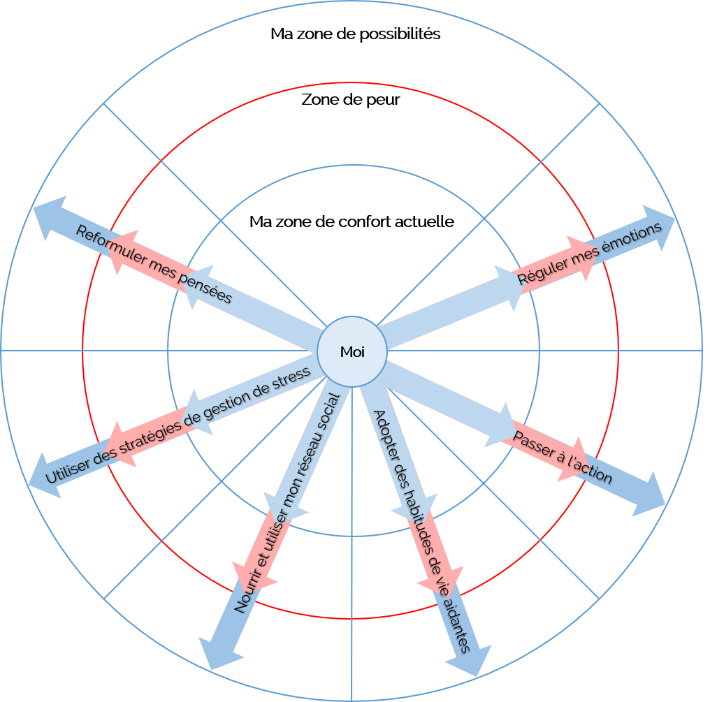 Ma zone de possibilités
Zone de peur
Ma zone de confort actuelle
Reformuler mes pensées
Réguler mes émotions
Moi
Utiliser des stratégies de gestion de stress
Nourrir et utiliser mon réseau social
Adopter des habitudes de vie aidantes
Passer à l'action